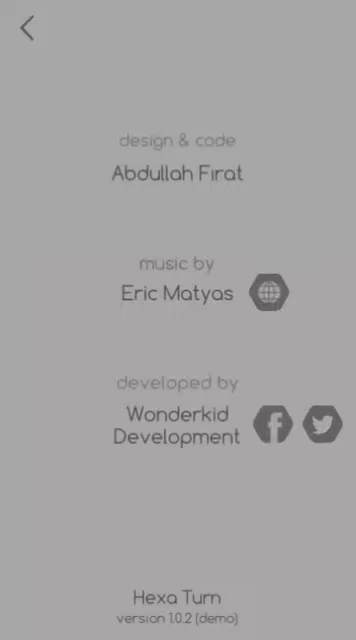 design & code
Abdullah Fırat
music by
Eric Matyas
developed by
Wonderkid
Development
Hexa Turn
version 1.0.2 (demo)